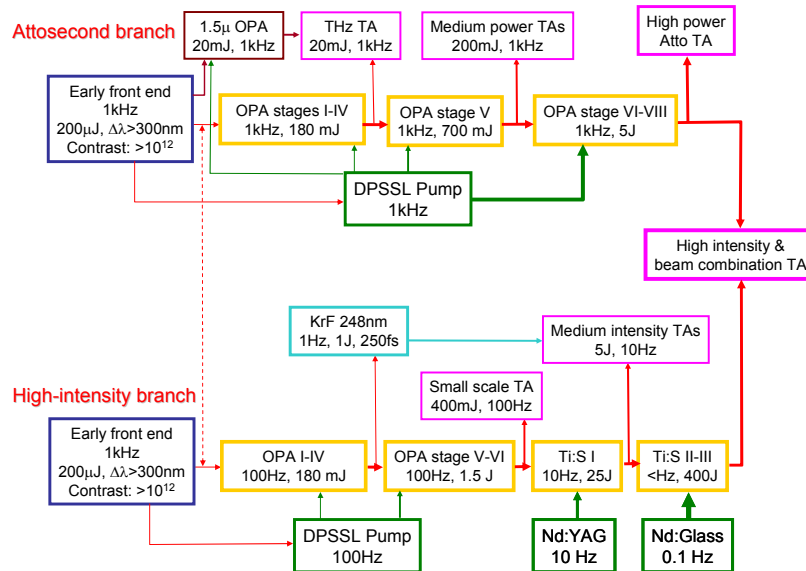 Attosecond branch
1.5μ OPA
20mJ, 1kHz
THz TA
20mJ, 1kHz
Medium power TAs
200mJ, 1kHz
High power
Atto TA
Early front end
1kHz
200μJ, Δλ>300nm
Contrast: >10¹²
OPA stages I-IV
1kHz, 180 mJ
OPA stage V
1kHz, 700 mJ
OPA stage VI-VIII
1kHz, 5J
DPSSL Pump
1kHz
High intensity &
beam combination TA
KrF 248nm
1Hz, 1J, 250fs
Medium intensity TAs
5J, 10Hz
Small scale TA
400mJ, 100Hz
High-intensity branch
Early front end
1kHz
200μJ, Δλ>300nm
Contrast: >10¹²
OPA I-IV
100Hz, 180 mJ
OPA stage V-VI
100Hz, 1.5 J
Ti:S I
10Hz, 25J
Ti:S II-III
<Hz, 400J
DPSSL Pump
100Hz
Nd:YAG
10 Hz
Nd:Glass
0.1 Hz